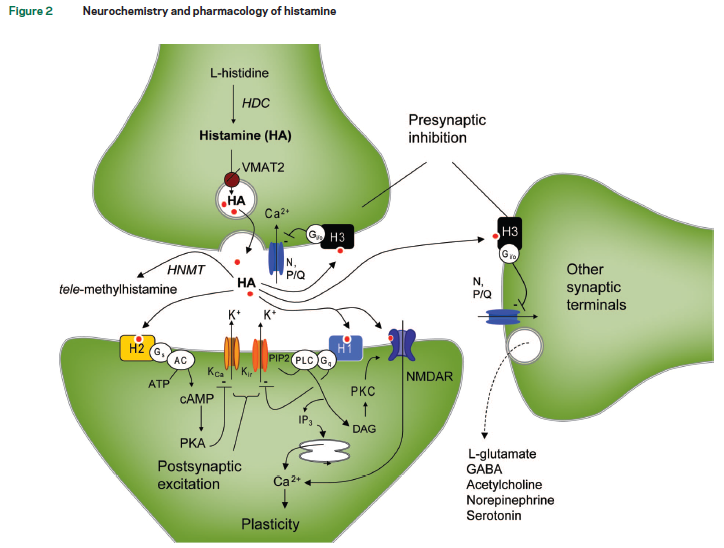 Figure 2 Neurochemistry and pharmacology of histamine
L-histidine
HDC
Histamine (HA)
VMAT2
HA
Ca²⁺
Gi/o
H3
-
N,
P/Q
Presynaptic
inhibition
H3
Gi/o
N,
P/Q
-
Other
synaptic
terminals
HNMT
tele-methylhistamine
HA
K⁺
K⁺
H2
Gs
AC
ATP
cAMP
PKA
KCa
Kir
-
-
PIP2
PLC
Gq
H1
NMDAR
PKC
IP3
DAG
Postsynaptic
excitation
Ca²⁺
Plasticity
L-glutamate
GABA
Acetylcholine
Norepinephrine
Serotonin